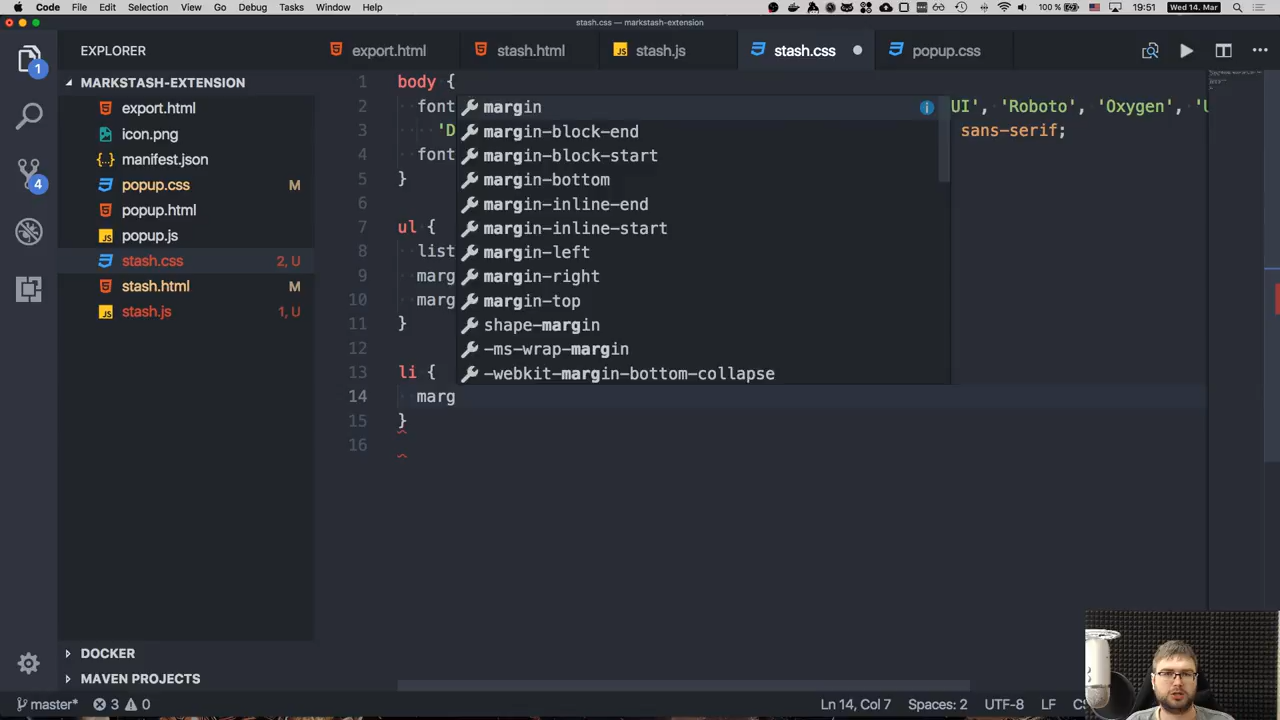 Code File Edit Selection View Go Debug Tasks Window Help 100 % 19:51 Wed 14. Mar
stash.css — markstash-extension
EXPLORER
export.html stash.html stash.js stash.css popup.css
MARKSTASH-EXTENSION
export.html
icon.png
manifest.json
popup.css M
popup.html
popup.js
stash.css 2, U
stash.html M
stash.js 1, U
DOCKER
MAVEN PROJECTS
1
4
1 body {
2 font UI', 'Roboto', 'Oxygen', 'U
3 'D sans-serif;
4 font
5 }
6
7 ul {
8 list
9 marg
10 marg
11 }
12
13 li {
14 marg
15 }
16
margin
margin-block-end
margin-block-start
margin-bottom
margin-inline-end
margin-inline-start
margin-left
margin-right
margin-top
shape-margin
-ms-wrap-margin
-webkit-margin-bottom-collapse
master* 3 0 Ln 14, Col 7 Spaces: 2 UTF-8 LF